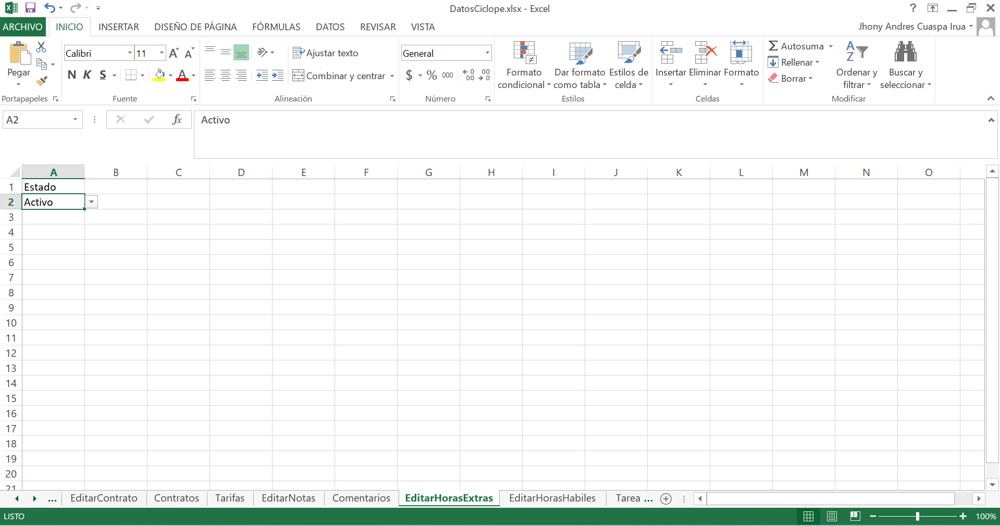 DatosCiclope.xlsx - Excel
ARCHIVO INICIO INSERTAR DISEÑO DE PÁGINA FÓRMULAS DATOS REVISAR VISTA Jhony Andres Cuaspa Irua
Pegar
Portapapeles
Calibri 11
N K S A
Fuente
Ajustar texto
Combinar y centrar
Alineación
General
$ % 000
Número
Formato condicional
Dar formato como tabla
Estilos de celda
Estilos
Insertar Eliminar Formato
Celdas
Autosuma
Rellenar
Borrar
Ordenar y filtrar
Buscar y seleccionar
Modificar
A2 fx Activo
A B C D E F G H I J K L M N O
1 Estado
2 Activo
3
4
5
6
7
8
9
10
11
12
13
14
15
16
17
18
19
20
21
... EditarContrato Contratos Tarifas EditarNotas Comentarios EditarHorasExtras EditarHorasHabiles Tarea ...
LISTO 100%